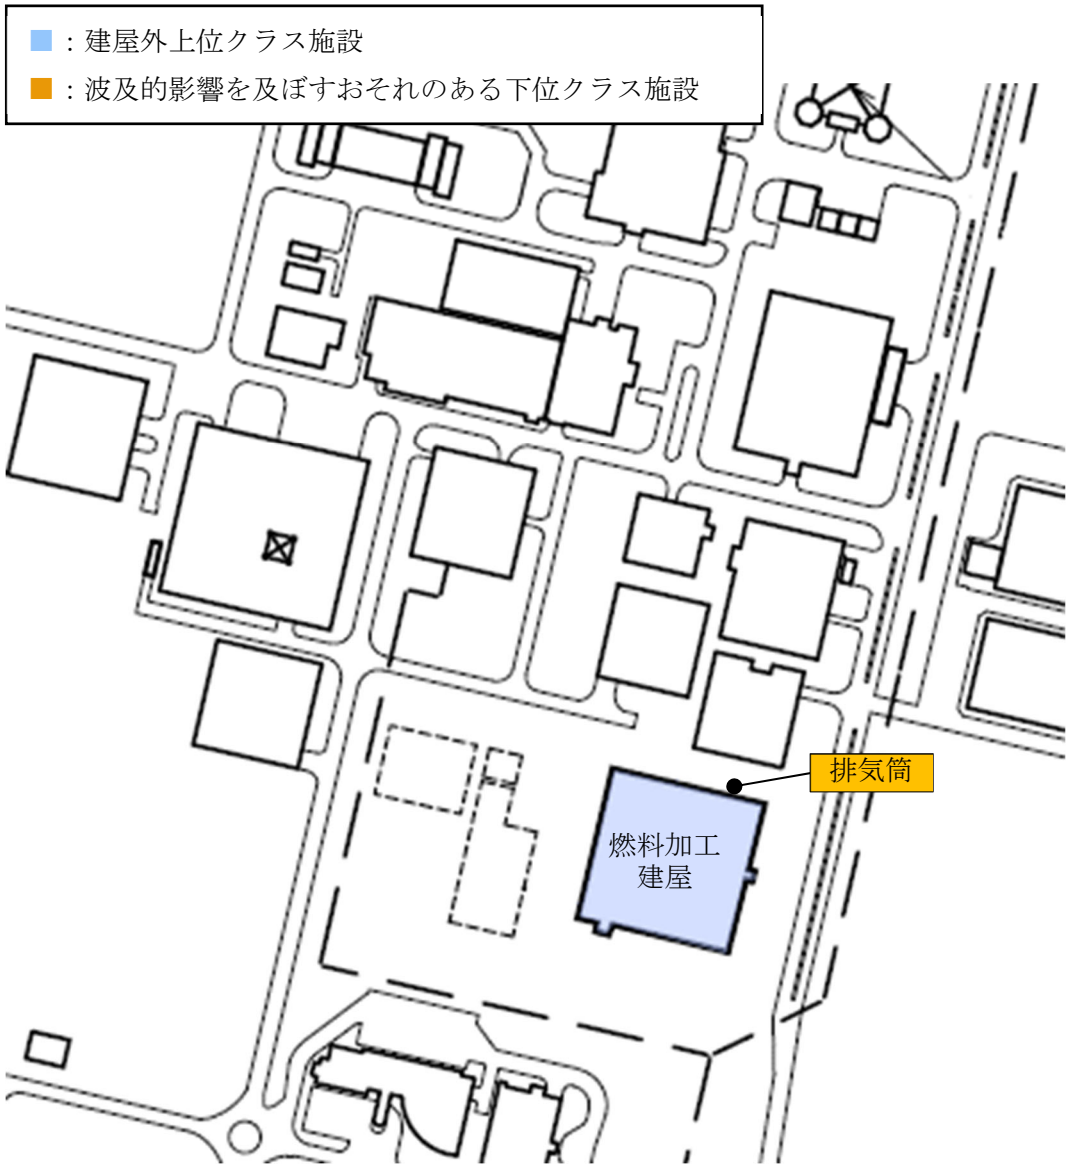 ■：建屋外上位クラス施設
■：波及的影響を及ぼすおそれのある下位クラス施設
排気筒
燃料加工
建屋